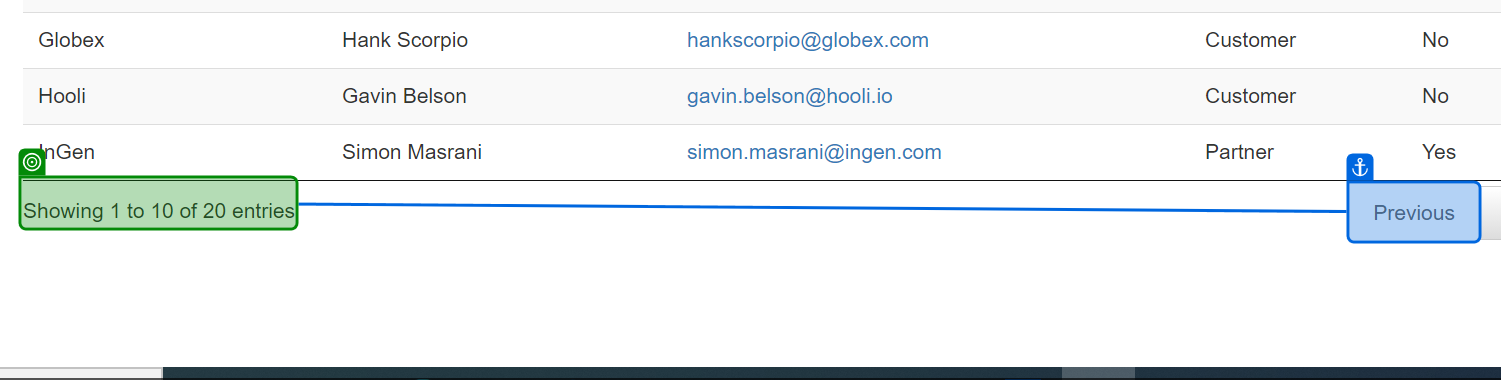 Globex Hank Scorpio hankscorpio@globex.com Customer No
Hooli Gavin Belson gavin.belson@hooli.io Customer No
InGen Simon Masrani simon.masrani@ingen.com Partner Yes
Showing 1 to 10 of 20 entries Previous